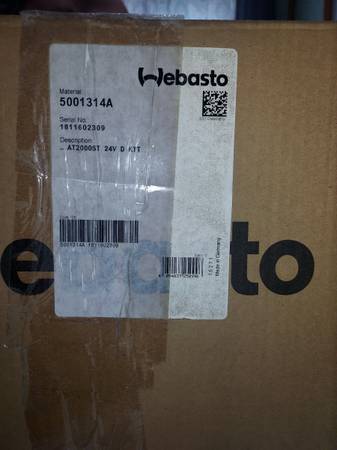 Webasto
Material
5001314A
Serial No.
1811602309
Description
.. AT2000ST 24V D KIT
5001314A 1811602309
Made in Germany
ebasto